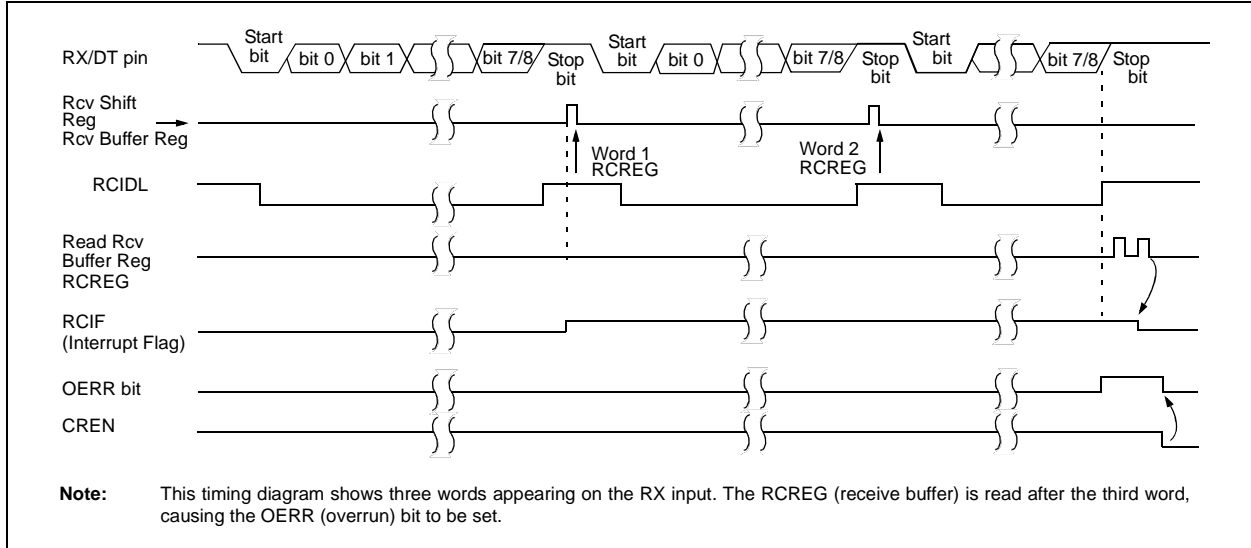 RX/DT pin
Start
bit
bit 0
bit 1
bit 7/8
Stop
bit
Start
bit
bit 0
bit 7/8
Stop
bit
Start
bit
bit 7/8
Stop
bit
Rcv Shift
Reg
Rcv Buffer Reg
Word 1
RCREG
Word 2
RCREG
RCIDL
Read Rcv
Buffer Reg
RCREG
RCIF
(Interrupt Flag)
OERR bit
CREN
Note: This timing diagram shows three words appearing on the RX input. The RCREG (receive buffer) is read after the third word,
causing the OERR (overrun) bit to be set.